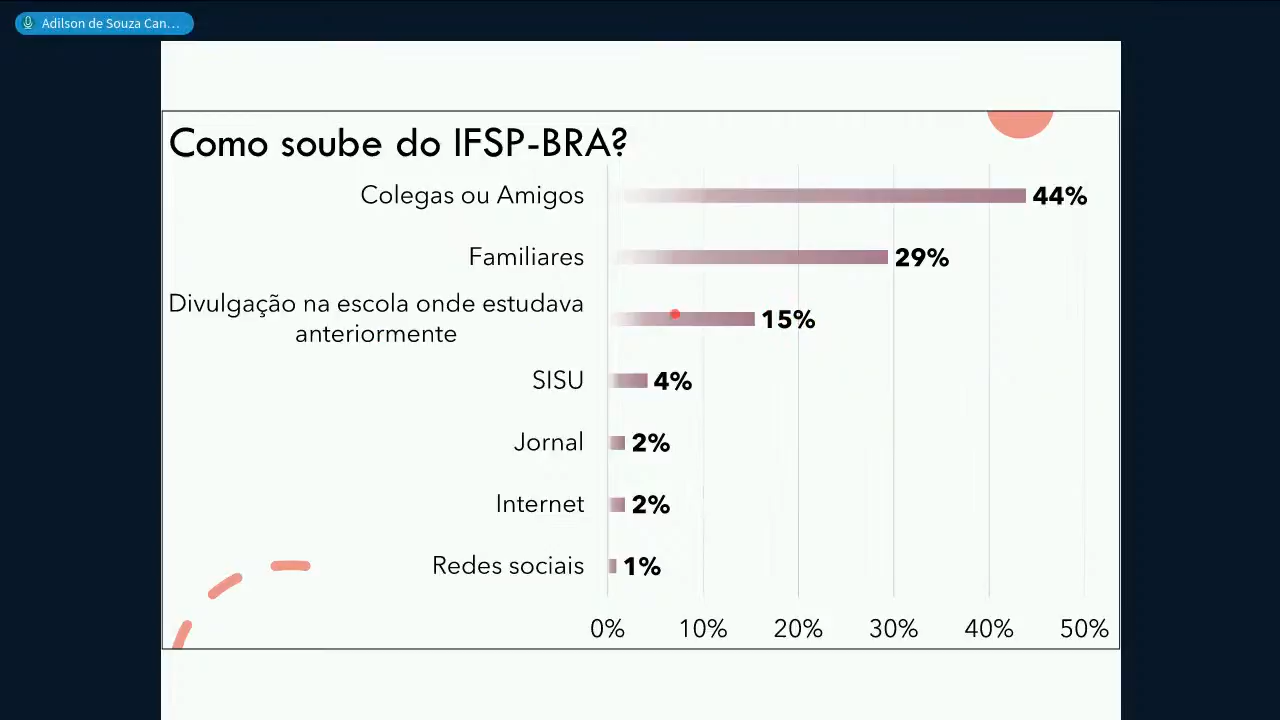 Adilson de Souza Can...
Como soube do IFSP-BRA?
Colegas ou Amigos 44%
Familiares 29%
Divulgação na escola onde estudava
anteriormente 15%
SISU 4%
Jornal 2%
Internet 2%
Redes sociais 1%
0% 10% 20% 30% 40% 50%